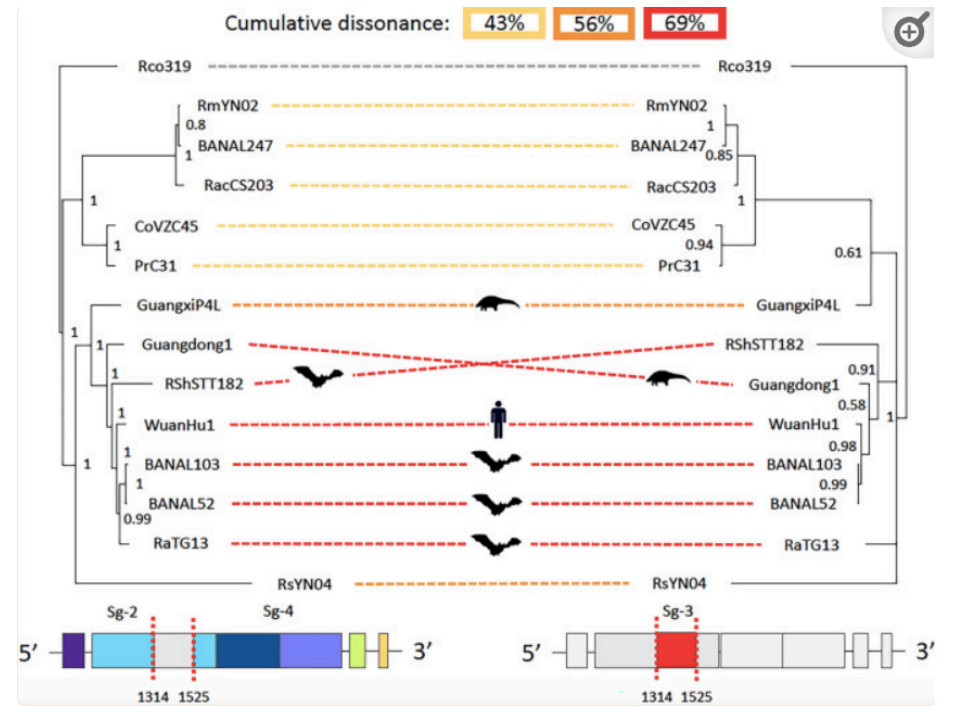 Cumulative dissonance: 43% 56% 69%
Rco319 Rco319
RmYN02 RmYN02
0.8 1
BANAL247 BANAL247
1 0.85
RacCS203 RacCS203
1 1
CoVZC45 CoVZC45
1 0.94
0.61
PrC31 PrC31
GuangxiP4L GuangxiP4L
1
1 Guangdong1 RShSTT182
1 0.91
RShSTT182 Guangdong1
0.58
1 WuanHu1 WuanHu1 1
0.98
1 BANAL103 BANAL103
1
1 0.99
BANAL52 BANAL52
0.99
RaTG13 RaTG13
RsYN04 RsYN04
Sg-2 Sg-4 Sg-3
5’ 3’ 5’ 3’
1314 1525 1314 1525